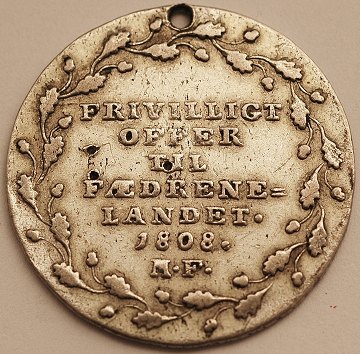 FRIVILLIGT
OFFER
TIL
FÆDRENE=
LANDET.
1808.
M.F.